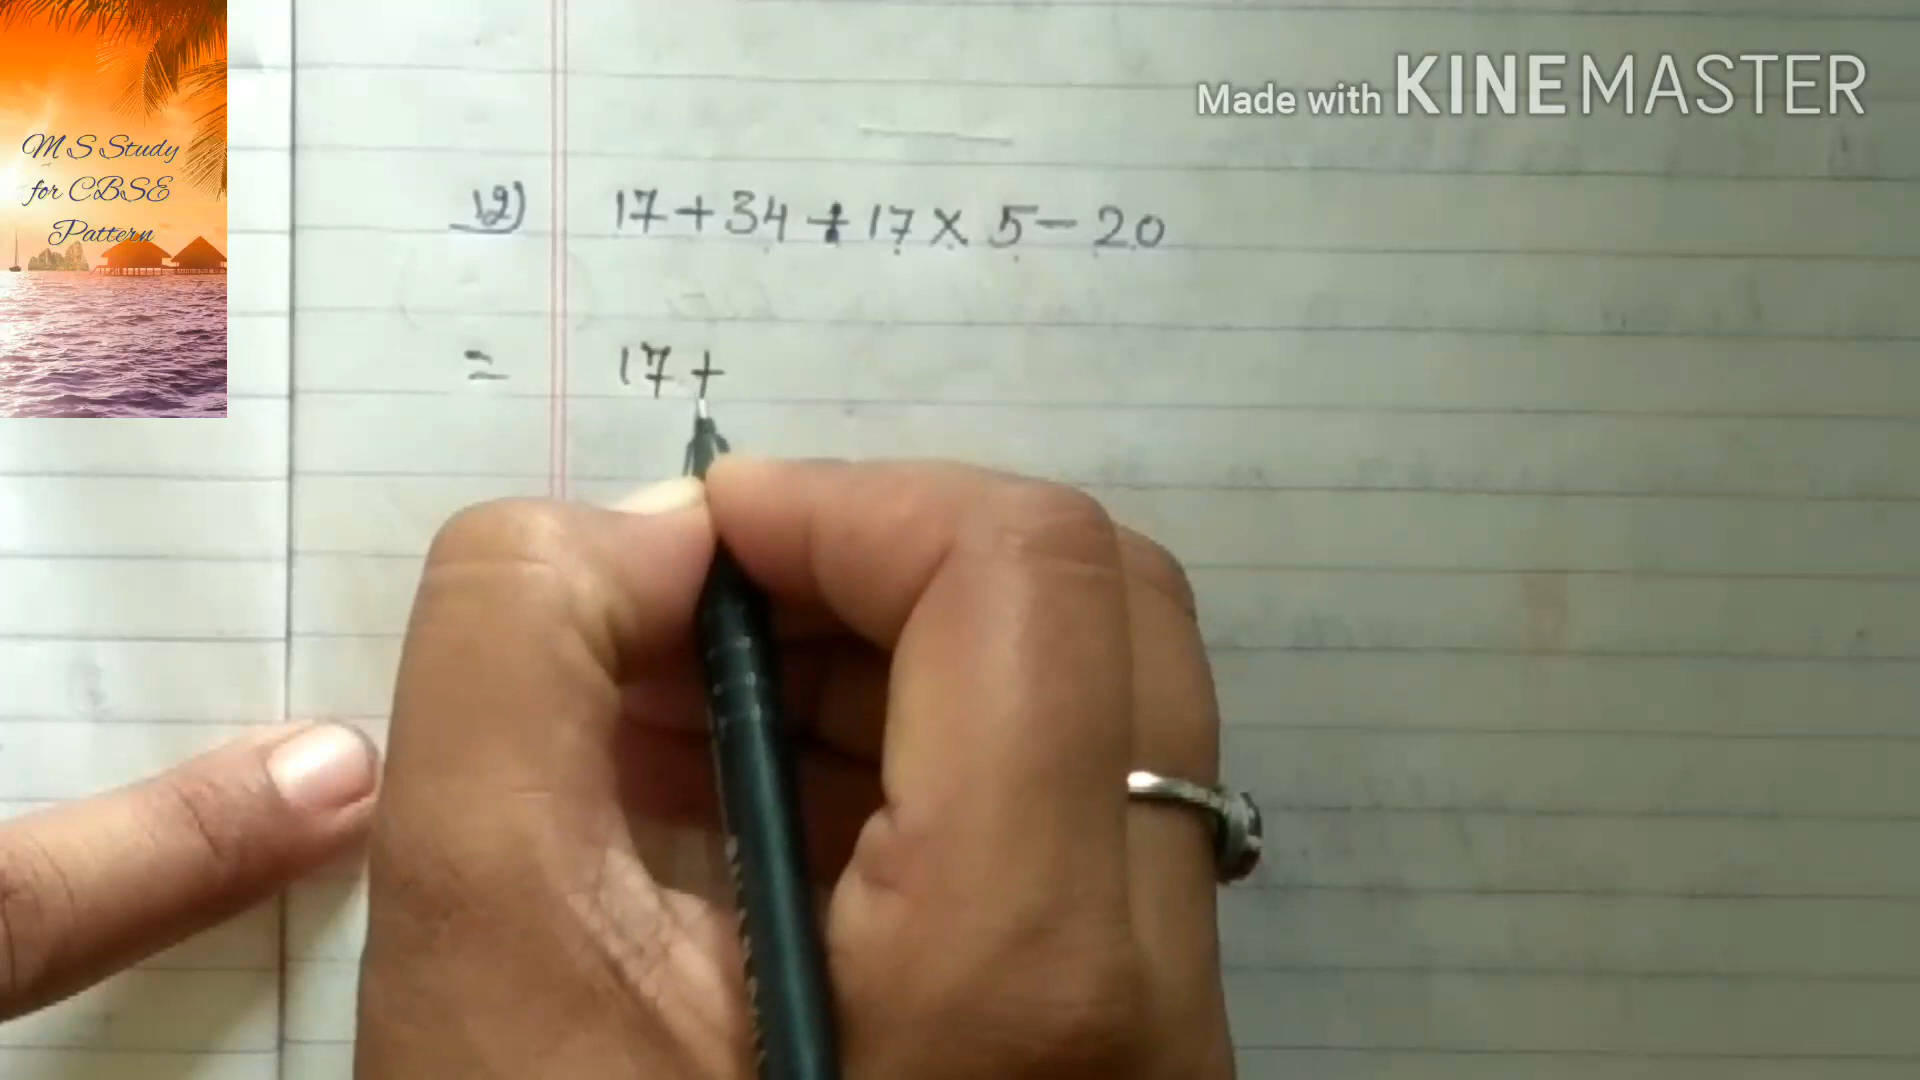 M S Study
for CBSE
Pattern
Made with KINEMASTER
12) 17+34÷17×5-20
= 17+